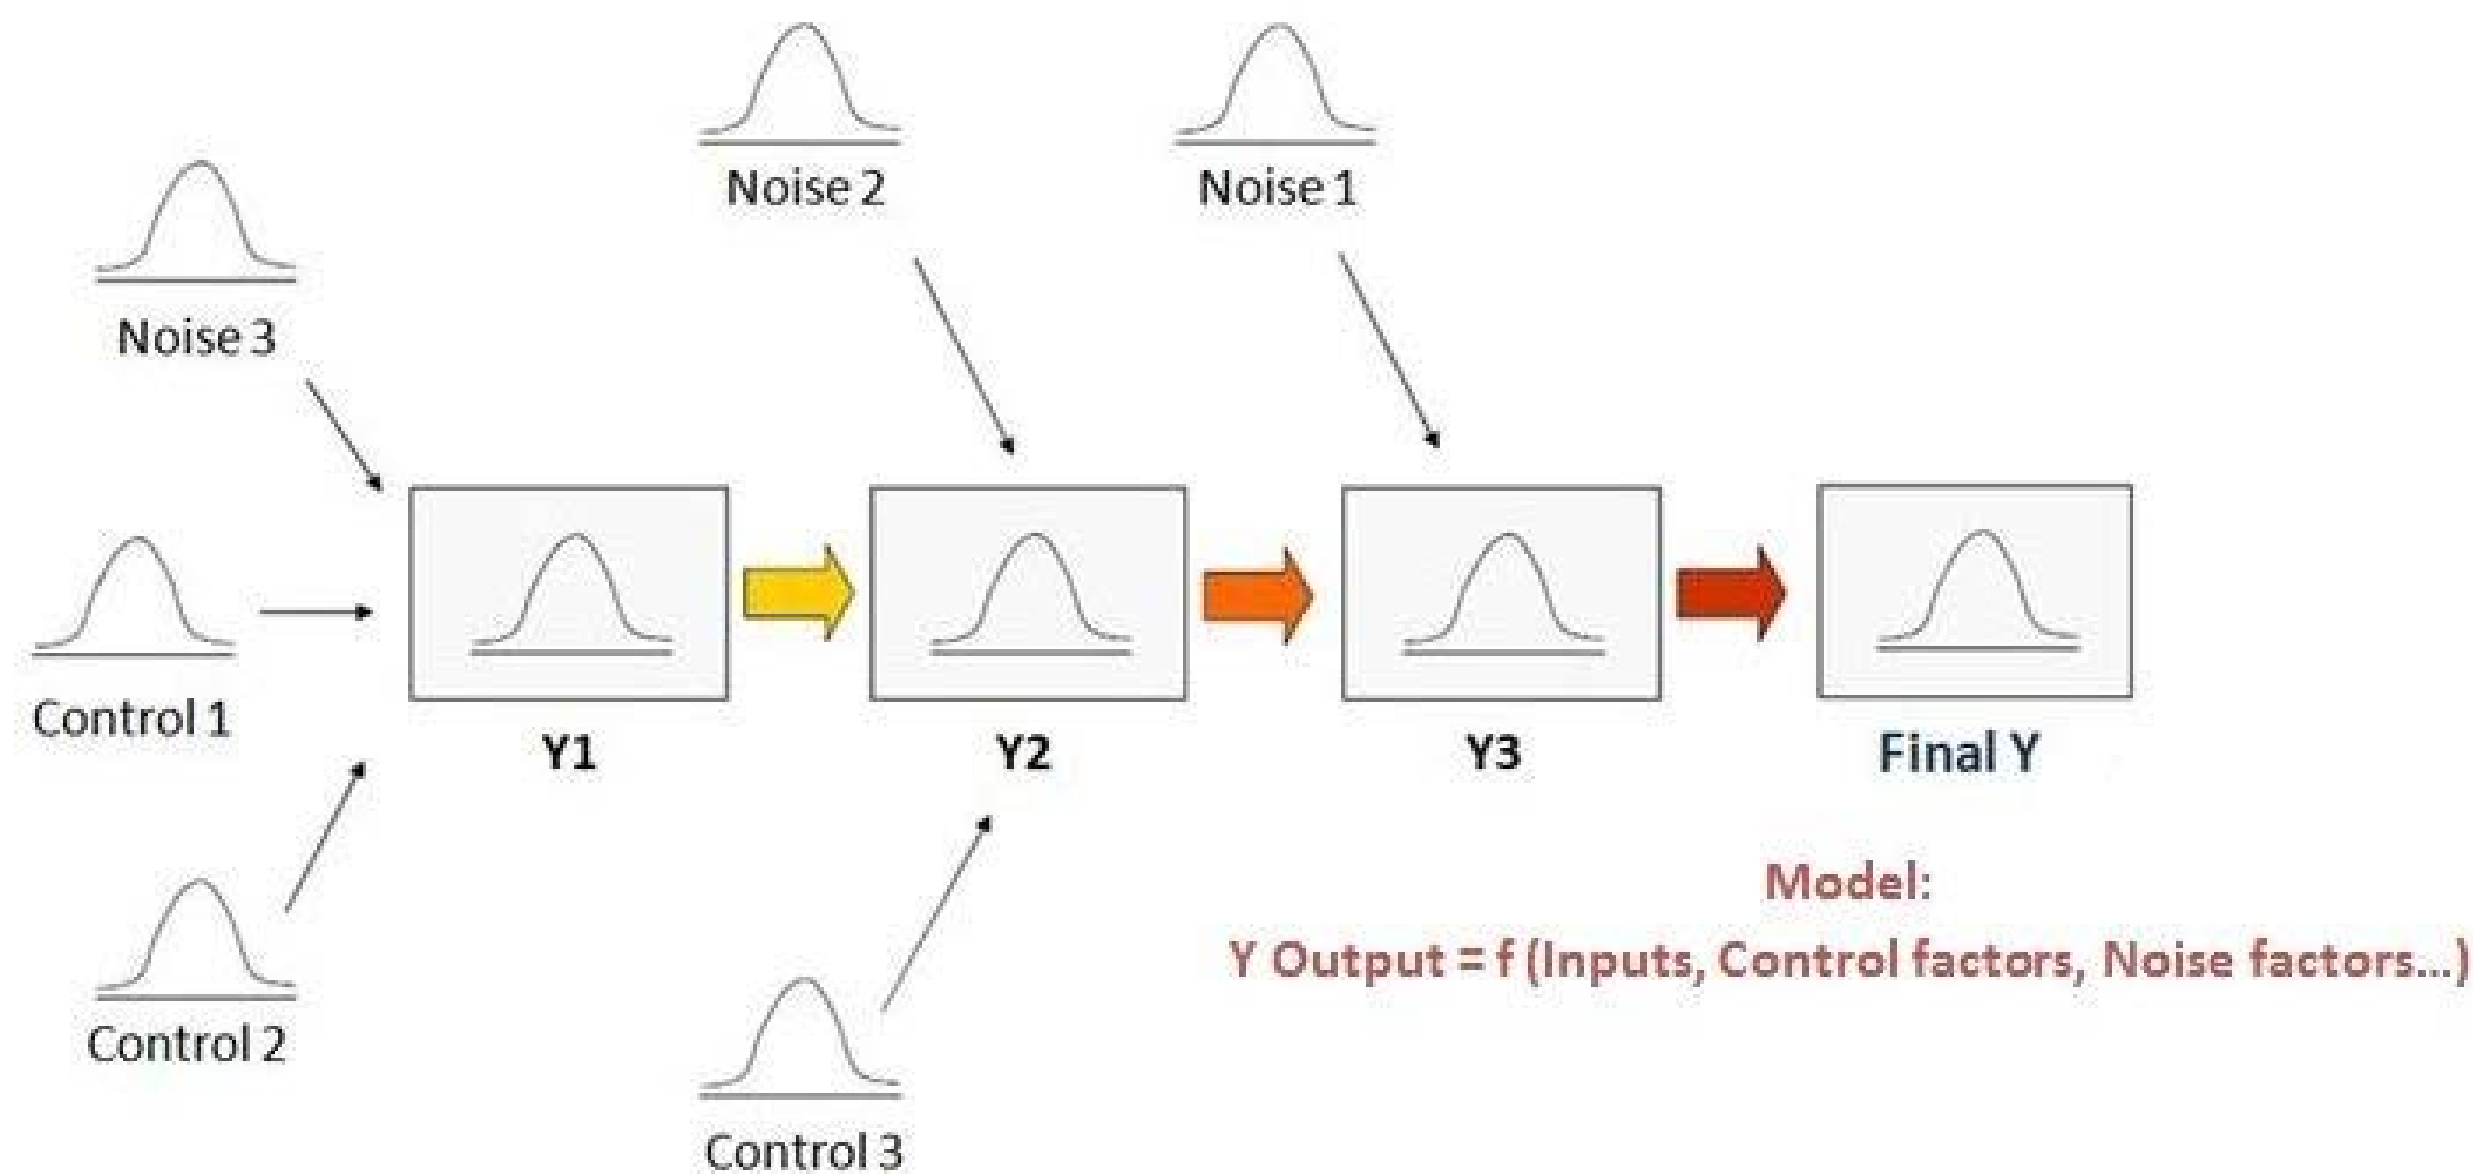 Noise 2
Noise 1
Noise 3
Control 1
Y1
Y2
Y3
Final Y
Control 2
Control 3
Model:
Y Output = f (Inputs, Control factors, Noise factors...)